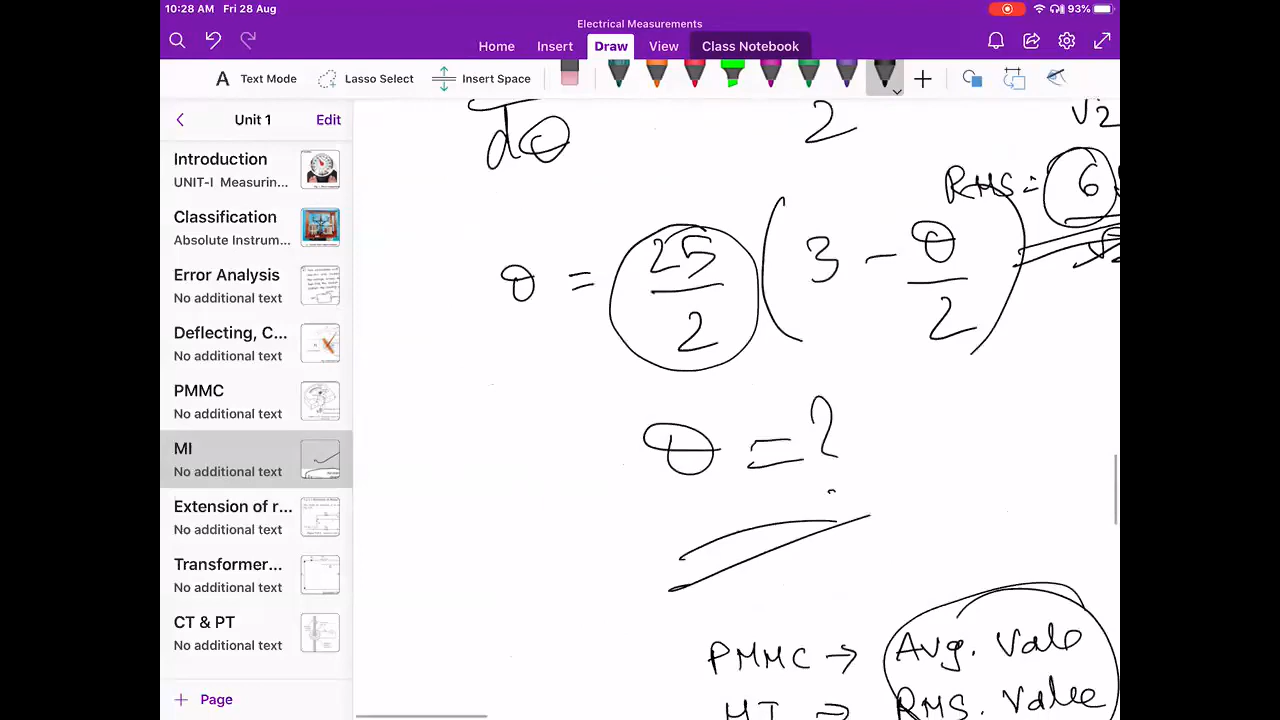 10:28 AM Fri 28 Aug
93%
Electrical Measurements
Home Insert Draw View Class Notebook
Text Mode Lasso Select Insert Space
Unit 1 Edit
Introduction
UNIT-I Measurin...
Classification
Absolute Instrum...
Error Analysis
No additional text
Deflecting, C...
No additional text
PMMC
No additional text
MI
No additional text
Extension of r...
No additional text
Transformer...
No additional text
CT & PT
No additional text
+ Page
dθ 2 √2
RMS = 6
θ = 25/2 (3 - θ/2)
θ = ?
PMMC → Avg. Vale
MI → RMS. Value